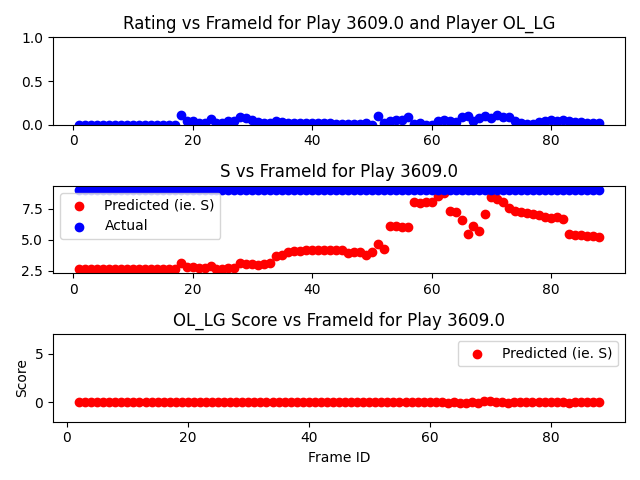 Rating vs FrameId for Play 3609.0 and Player OL_LG
1.0
0.5
0.0
0 20 40 60 80
S vs FrameId for Play 3609.0
7.5
5.0
2.5
Predicted (ie. S)
Actual
0 20 40 60 80
OL_LG Score vs FrameId for Play 3609.0
Score
5
0
Predicted (ie. S)
0 20 40 60 80
Frame ID